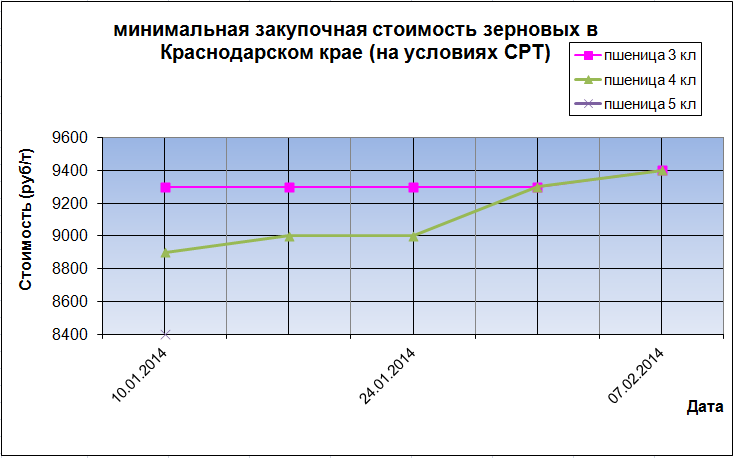 минимальная закупочная стоимость зерновых в
Краснодарском крае (на условиях СРТ)
пшеница 3 кл
пшеница 4 кл
пшеница 5 кл
Стоимость (руб/т)
9600
9400
9200
9000
8800
8600
8400
10.01.2014
24.01.2014
07.02.2014
Дата